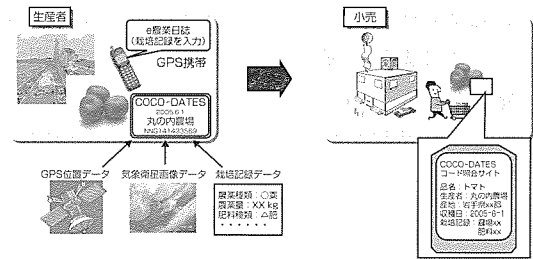 生産者
e農業日誌
(栽培記録を入力)
GPS携帯
COCO-DATES
2005.6.1
丸の内農場
NNG141433569
GPS位置データ
気象衛星画像データ
栽培記録データ
農薬種類：○薬
農薬量：XX kg
肥料種類：△肥
・・・・・・
小売
COCO-DATES
コード照合サイト
品名：トマト
生産者：丸の内農場
産地：岩手県xx郡
収穫日：2005-6-1
栽培記録：農薬xx
肥料xx